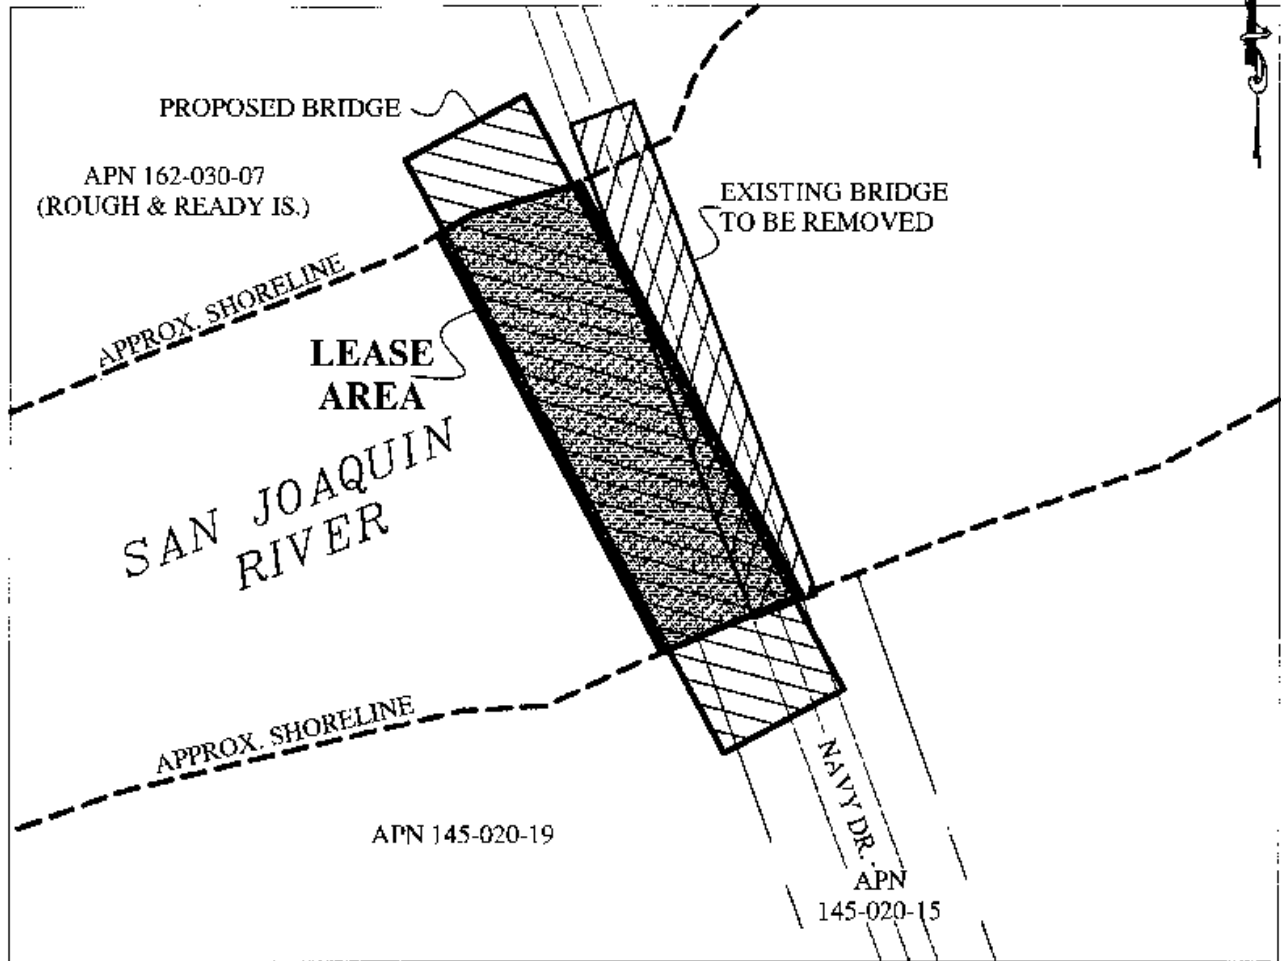 PROPOSED BRIDGE
APN 162-030-07
(ROUGH & READY IS.)
EXISTING BRIDGE
TO BE REMOVED
APPROX. SHORELINE
LEASE
AREA
SAN JOAQUIN
RIVER
APPROX. SHORELINE
NAVY DR.
APN 145-020-19
APN
145-020-15